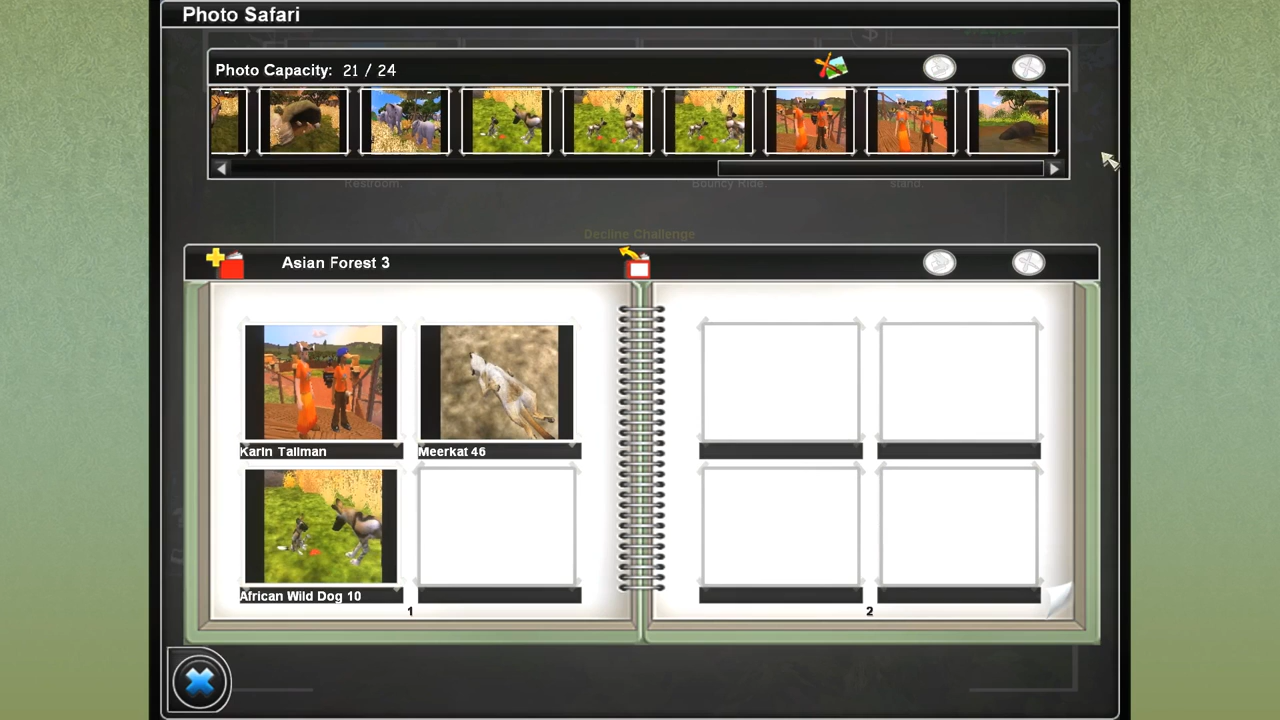 Photo Safari
Photo Capacity: 21 / 24
Restroom.
Bouncy Ride.
stand.
Decline Challenge
Asian Forest 3
Karin Tallman
Meerkat 46
African Wild Dog 10
1
2